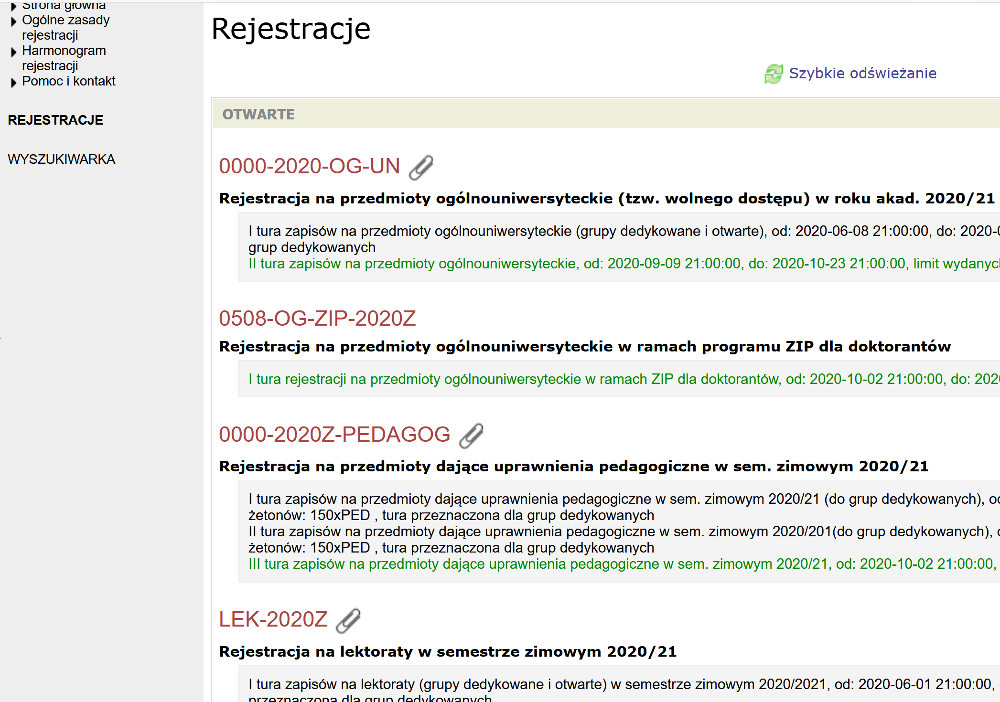 Strona główna
Ogólne zasady
rejestracji
Harmonogram
rejestracji
Pomoc i kontakt
REJESTRACJE
WYSZUKIWARKA
Rejestracje
Szybkie odświeżanie
OTWARTE
0000-2020-OG-UN
Rejestracja na przedmioty ogólnouniwersyteckie (tzw. wolnego dostępu) w roku akad. 2020/21
I tura zapisów na przedmioty ogólnouniwersyteckie (grupy dedykowane i otwarte), od: 2020-06-08 21:00:00, do: 2020-0
grup dedykowanych
II tura zapisów na przedmioty ogólnouniwersyteckie, od: 2020-09-09 21:00:00, do: 2020-10-23 21:00:00, limit wydanych
0508-OG-ZIP-2020Z
Rejestracja na przedmioty ogólnouniwersyteckie w ramach programu ZIP dla doktorantów
I tura rejestracji na przedmioty ogólnouniwersyteckie w ramach ZIP dla doktorantów, od: 2020-10-02 21:00:00, do: 2020
0000-2020Z-PEDAGOG
Rejestracja na przedmioty dające uprawnienia pedagogiczne w sem. zimowym 2020/21
I tura zapisów na przedmioty dające uprawnienia pedagogiczne w sem. zimowym 2020/21 (do grup dedykowanych), od
żetonów: 150xPED , tura przeznaczona dla grup dedykowanych
II tura zapisów na przedmioty dające uprawnienia pedagogiczne w sem. zimowym 2020/201(do grup dedykowanych),
żetonów: 150xPED , tura przeznaczona dla grup dedykowanych
III tura zapisów na przedmioty dające uprawnienia pedagogiczne w sem. zimowym 2020/21, od: 2020-10-02 21:00:00,
LEK-2020Z
Rejestracja na lektoraty w semestrze zimowym 2020/21
I tura zapisów na lektoraty (grupy dedykowane i otwarte) w semestrze zimowym 2020/2021, od: 2020-06-01 21:00:00,
przeznaczona dla grup dedykowanych